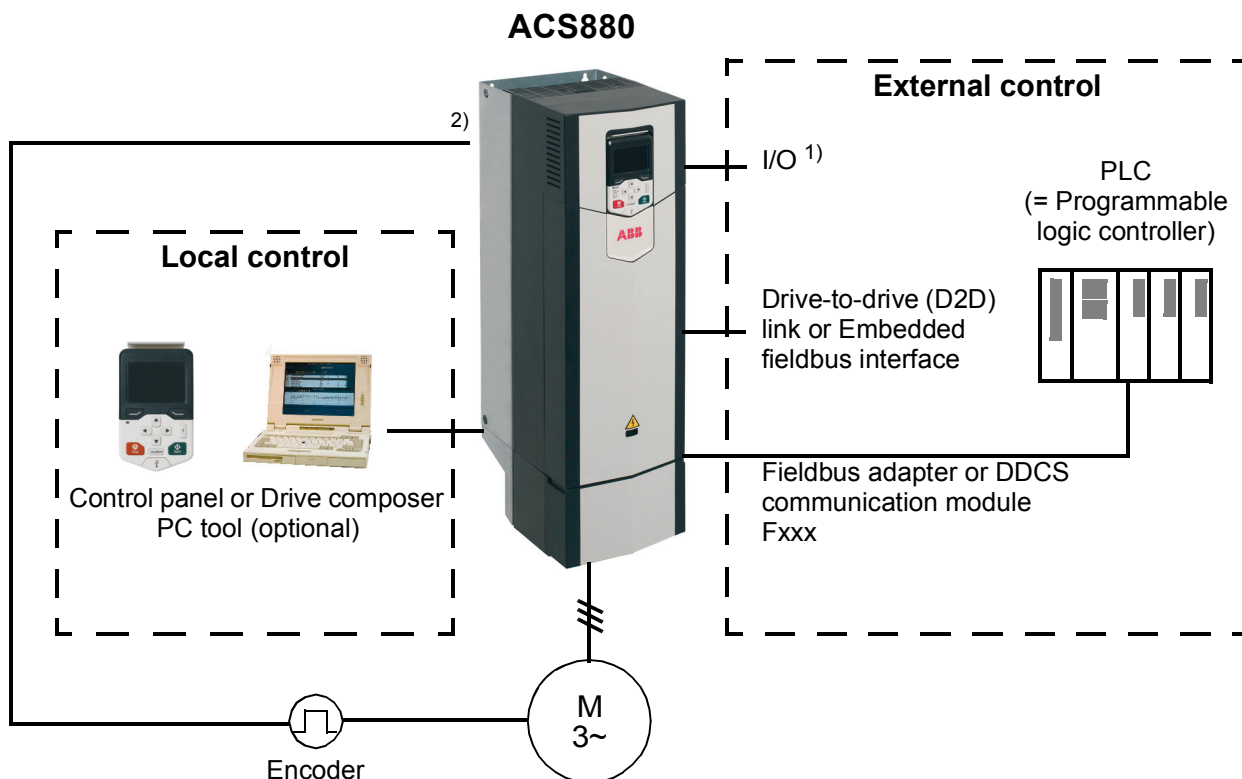 ACS880
2)
External control
I/O 1)
PLC
(= Programmable
logic controller)
Local control
ABB
Drive-to-drive (D2D)
link or Embedded
fieldbus interface
Control panel or Drive composer
PC tool (optional)
Fieldbus adapter or DDCS
communication module
Fxxx
M
3~
Encoder